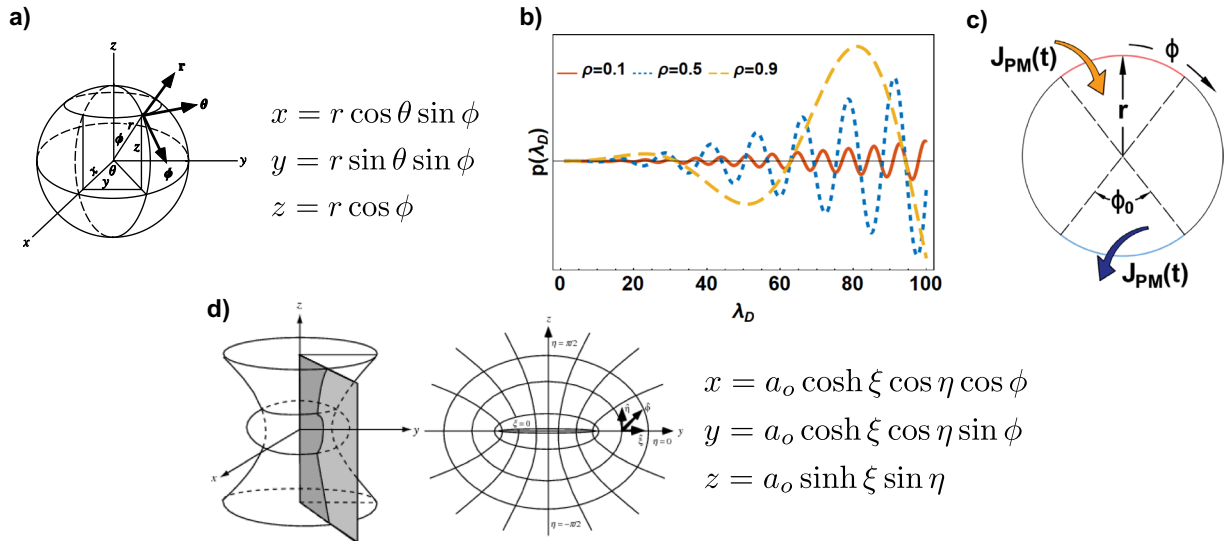 a)
z
r
θ
r
ϕ
z
x
θ
y
ϕ
y
x
x = r cos θ sin ϕ
y = r sin θ sin ϕ
z = r cos ϕ
b)
ρ=0.1 ρ=0.5 ρ=0.9
p(λ_D)
0 20 40 60 80 100
λ_D
c)
J_PM(t)
ϕ
r
ϕ_0
J_PM(t)
d)
z
y
x
z
η = π/2
ξ = 0
η̂
ϕ̂
ξ̂
y
η = 0
η = −π/2
x = a_o cosh ξ cos η cos ϕ
y = a_o cosh ξ cos η sin ϕ
z = a_o sinh ξ sin η